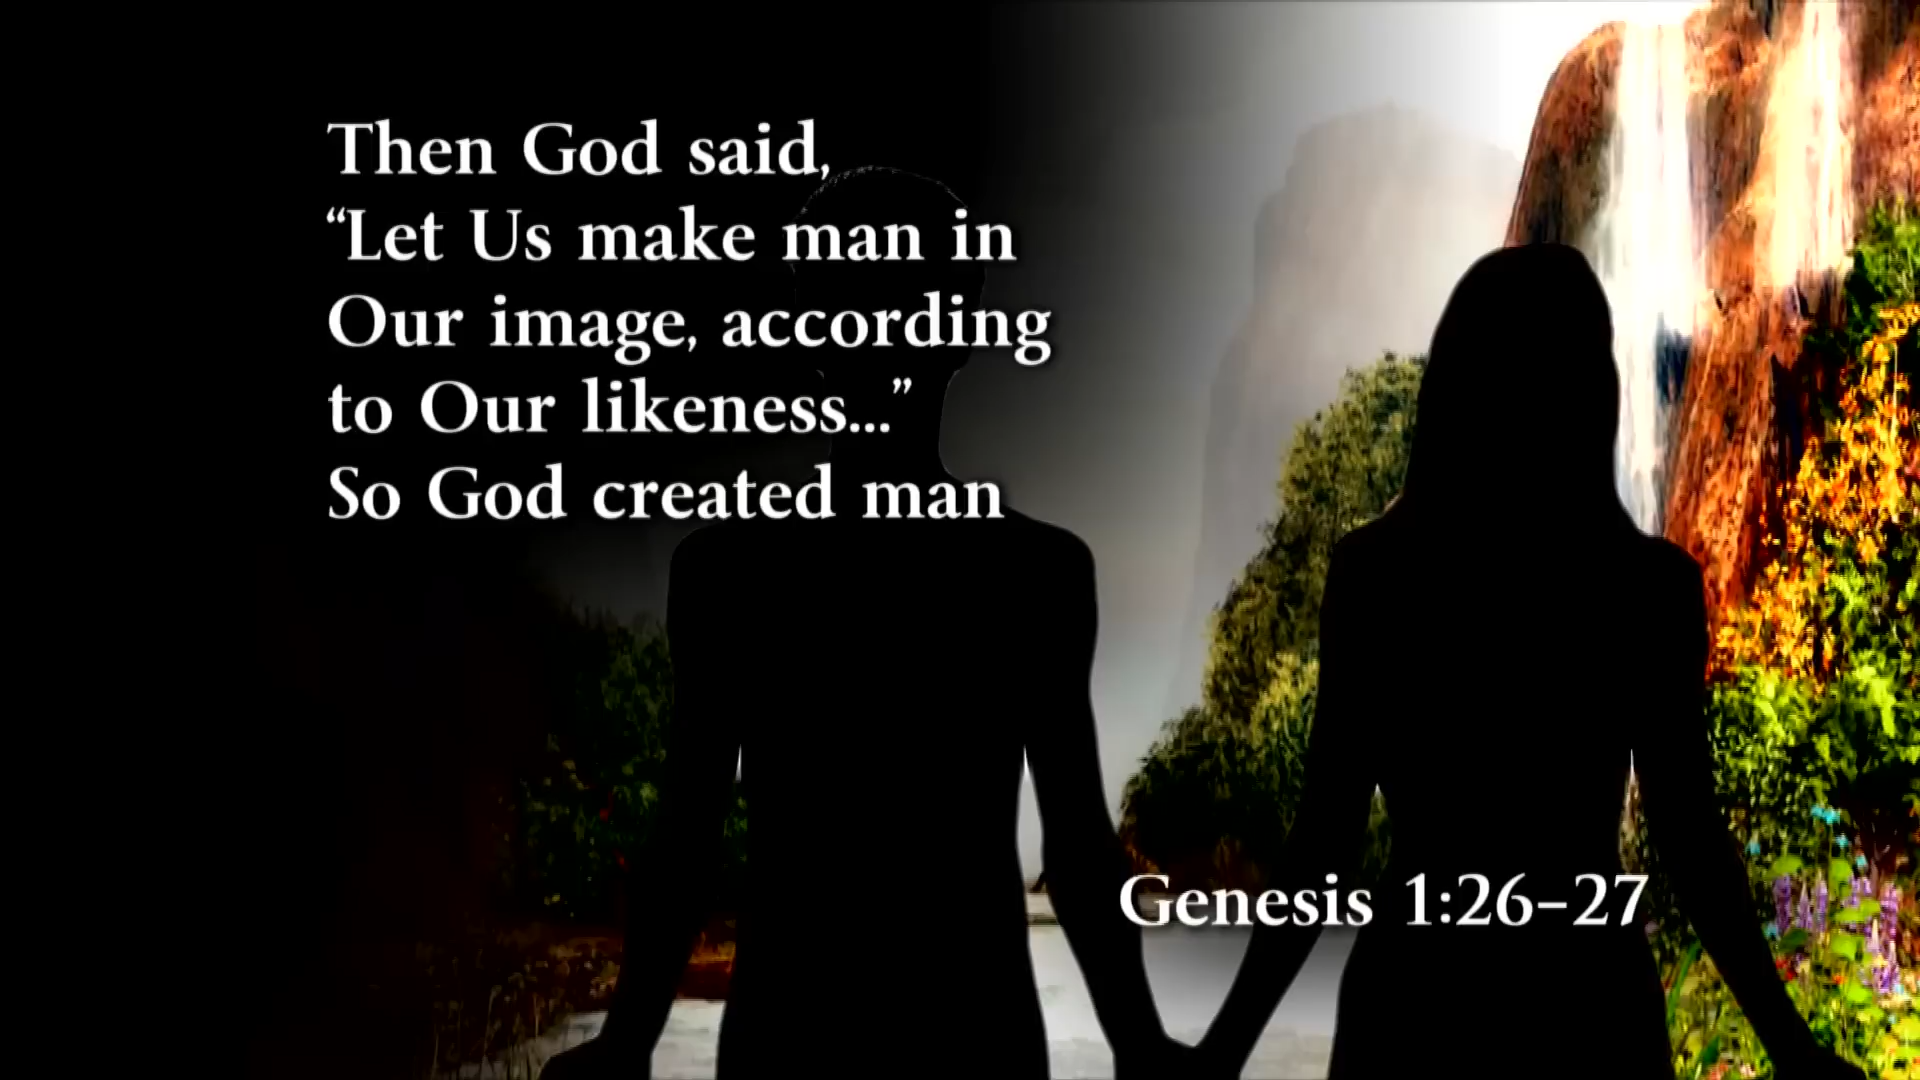 Then God said,
“Let Us make man in
Our image, according
to Our likeness...”
So God created man
Genesis 1:26–27